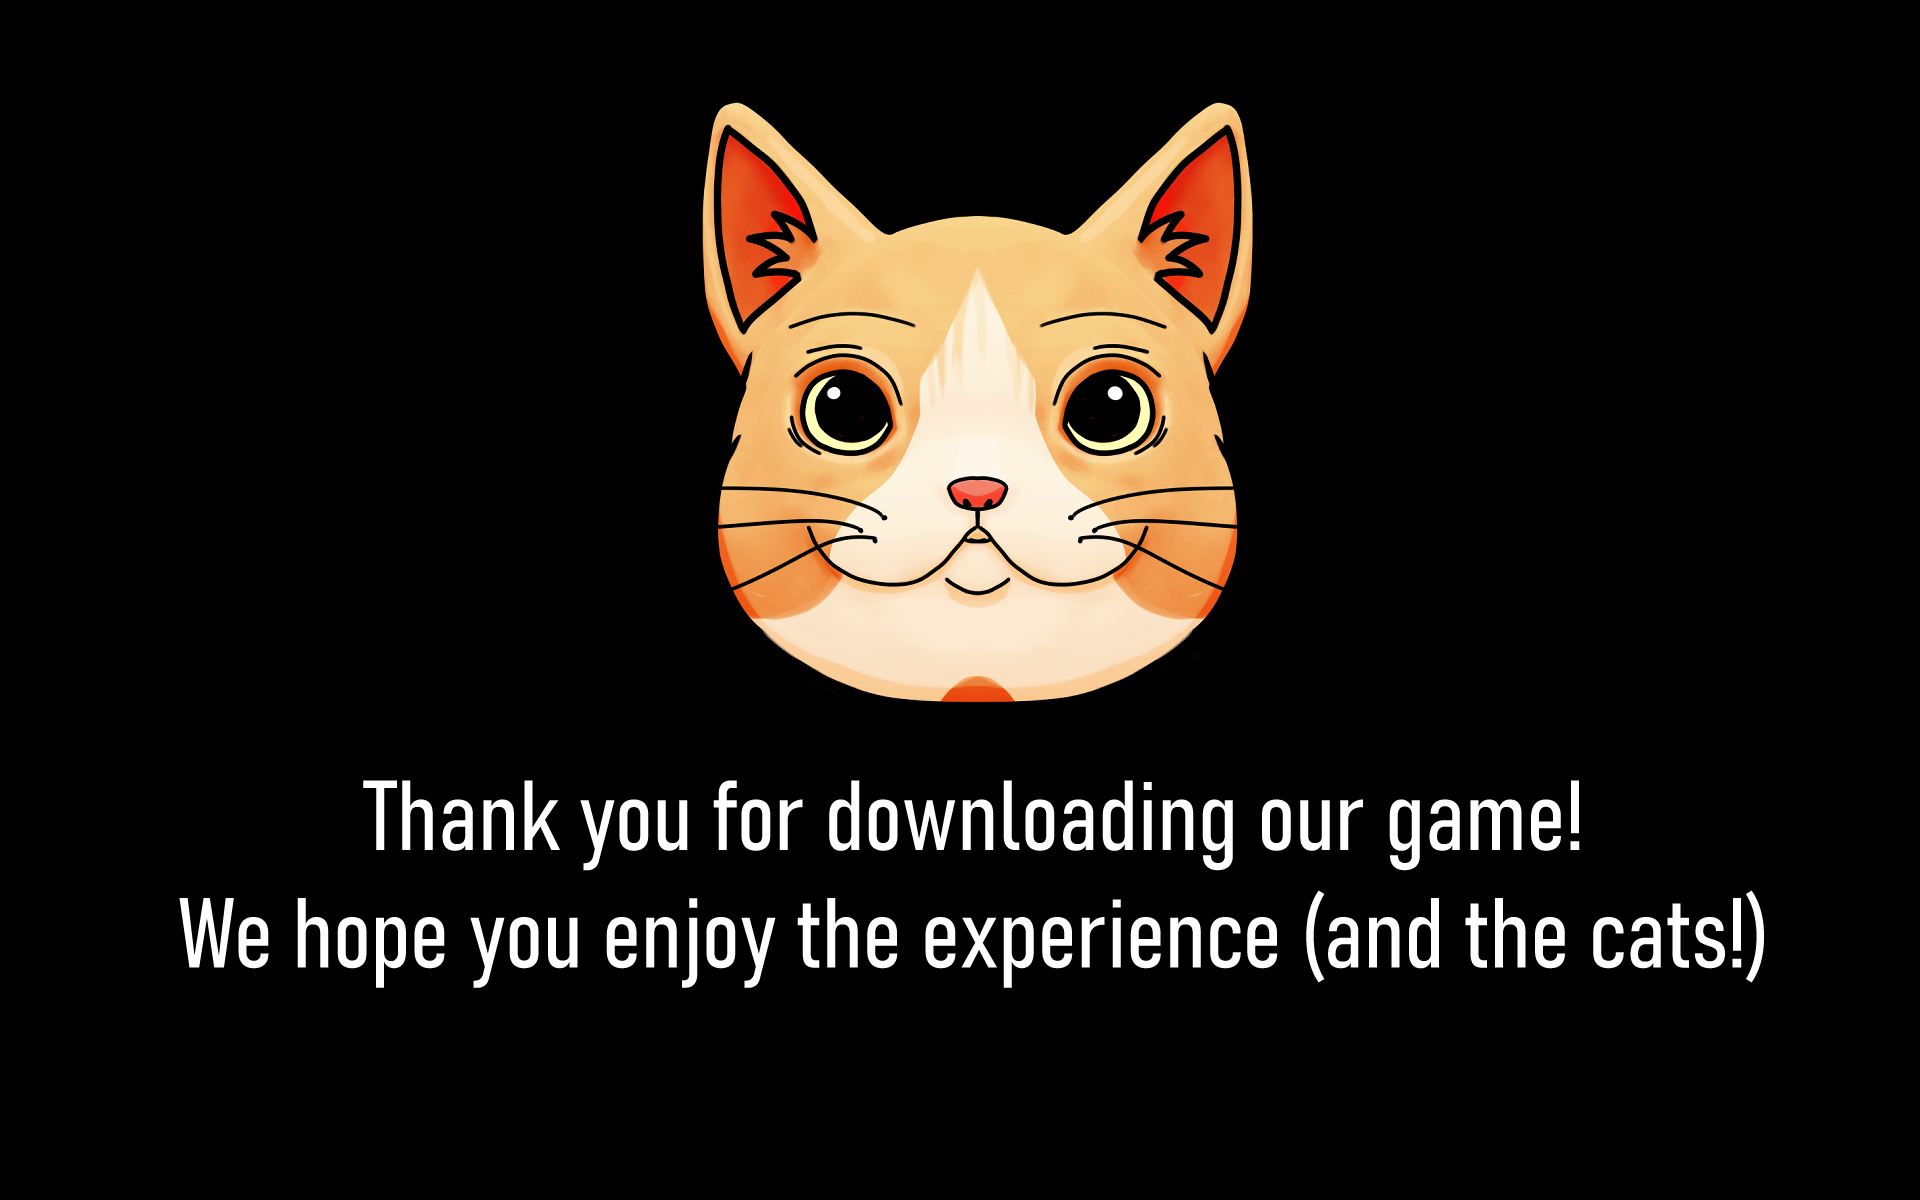 Thank you for downloading our game!
We hope you enjoy the experience (and the cats!)